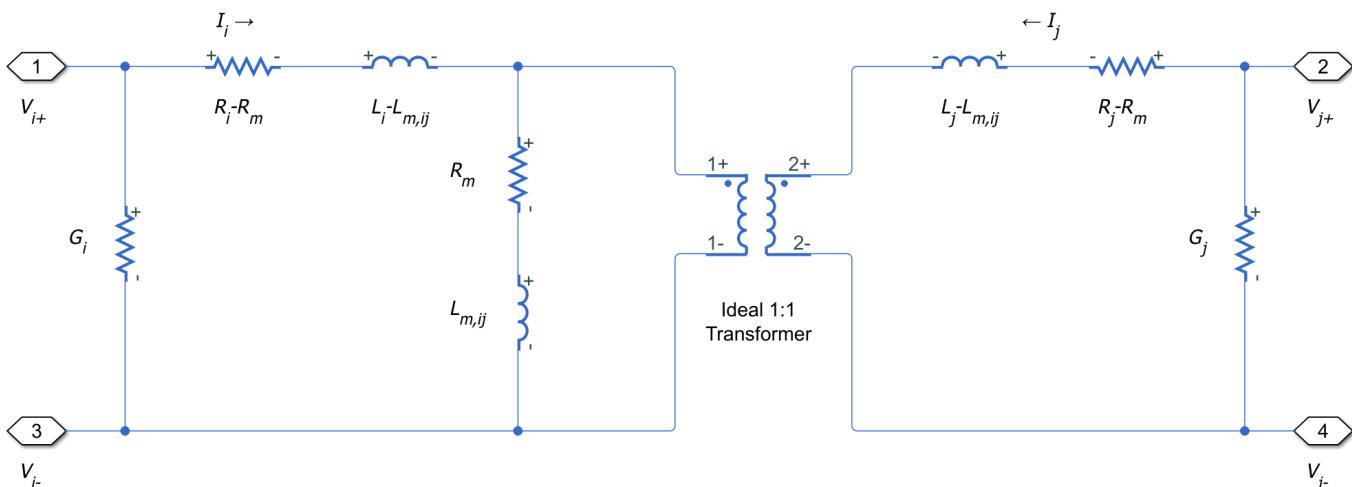 I_i → ← I_j
1 + - + - - + - + 2
V_i+ R_i-R_m L_i-L_m,ij L_j-L_m,ij R_j-R_m V_j+
+
R_m
-
1+ 2+
+ +
G_i G_j
- -
1- 2-
+
L_m,ij
-
Ideal 1:1
Transformer
3 4
V_i- V_j-